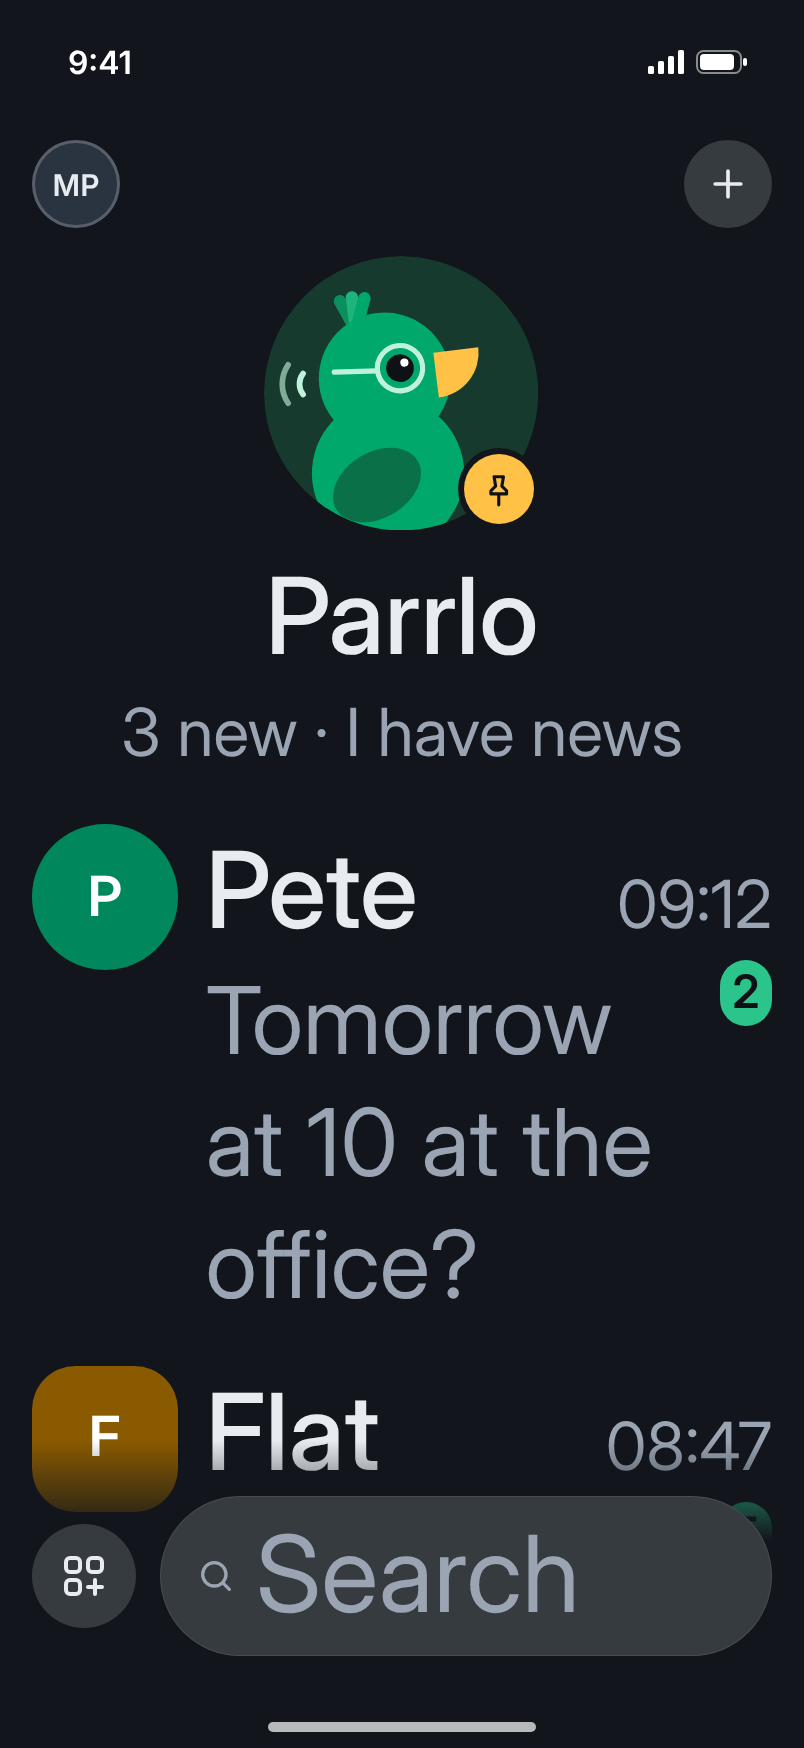 9:41
MP
Parrlo
3 new · I have news
P
Pete
09:12
Tomorrow
2
at 10 at the
office?
F
Flat
08:47
Search